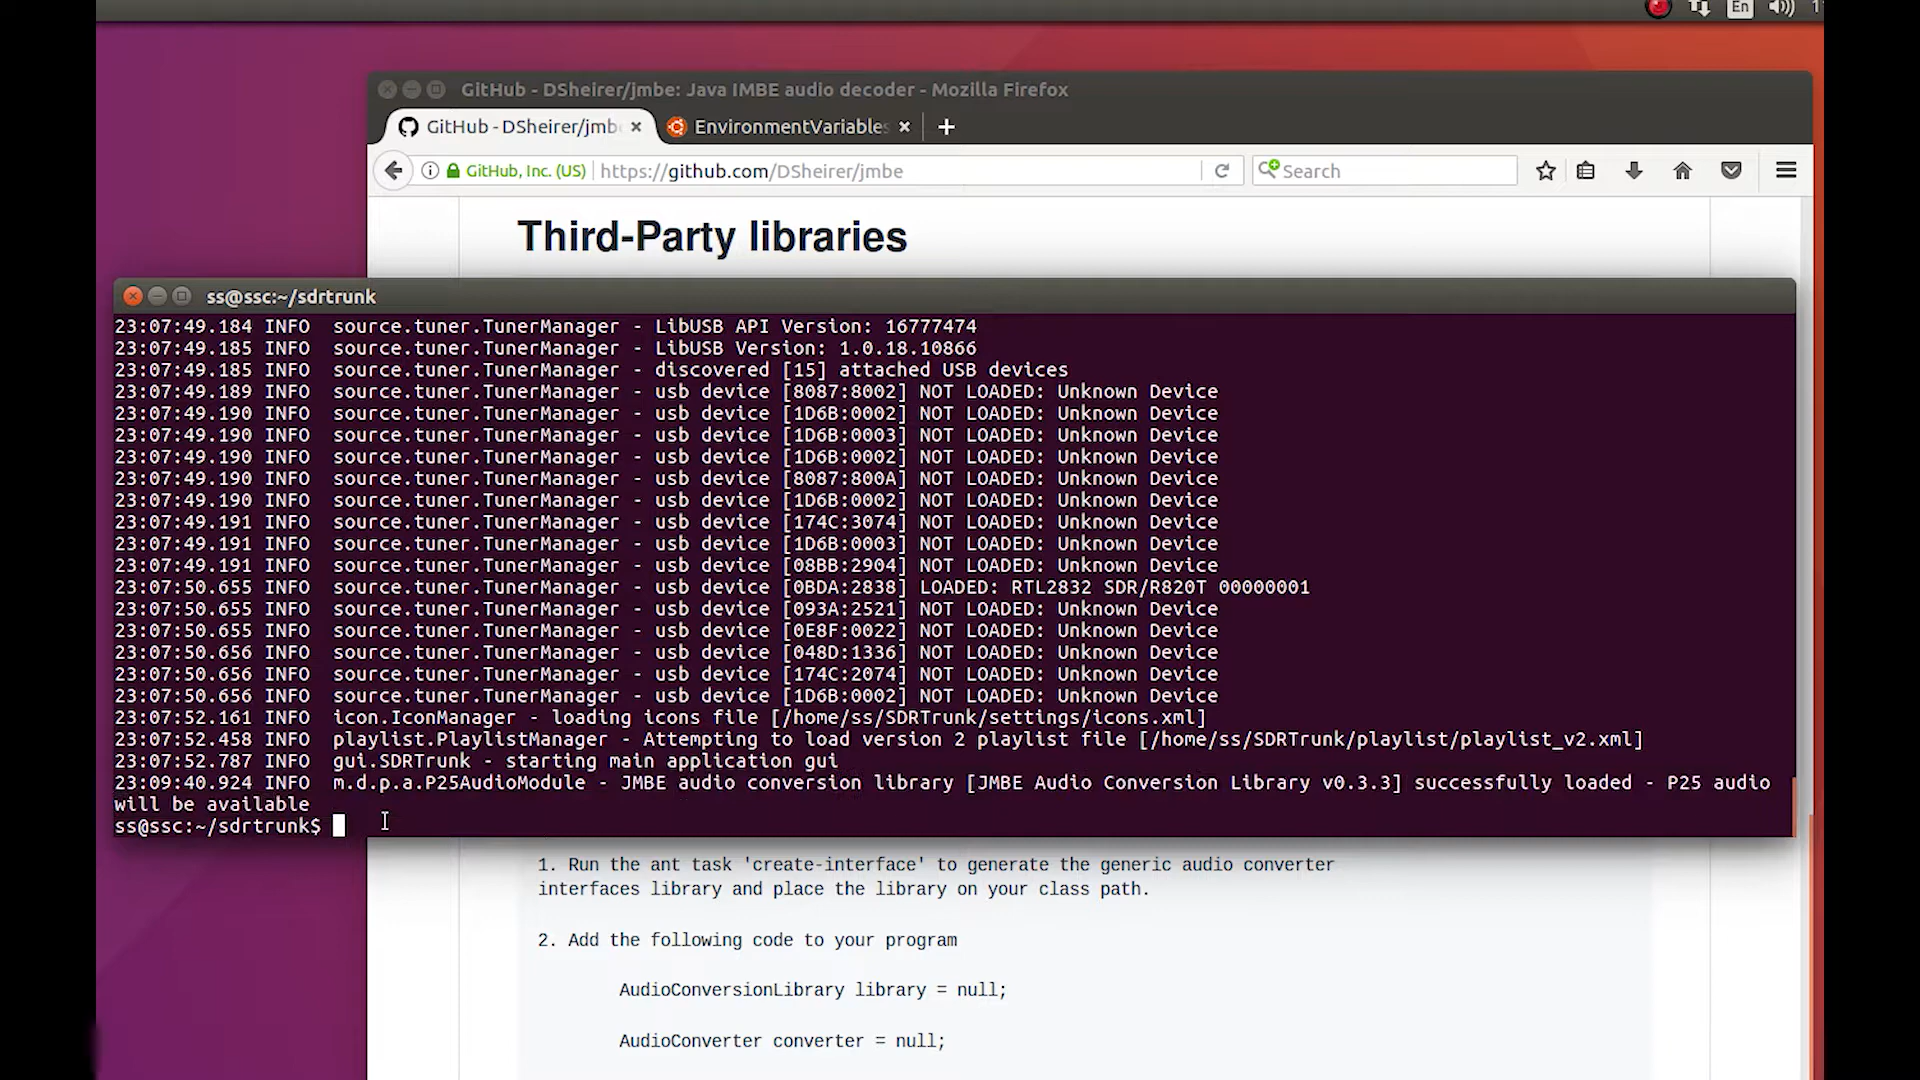 En
GitHub - DSheirer/jmbe: Java IMBE audio decoder - Mozilla Firefox
GitHub - DSheirer/jmb
EnvironmentVariables
GitHub, Inc. (US)
https://github.com/DSheirer/jmbe
Search
Third-Party libraries
ss@ssc:~/sdrtrunk
23:07:49.184 INFO  source.tuner.TunerManager - LibUSB API Version: 16777474
23:07:49.185 INFO  source.tuner.TunerManager - LibUSB Version: 1.0.18.10866
23:07:49.185 INFO  source.tuner.TunerManager - discovered [15] attached USB devices
23:07:49.189 INFO  source.tuner.TunerManager - usb device [8087:8002] NOT LOADED: Unknown Device
23:07:49.190 INFO  source.tuner.TunerManager - usb device [1D6B:0002] NOT LOADED: Unknown Device
23:07:49.190 INFO  source.tuner.TunerManager - usb device [1D6B:0003] NOT LOADED: Unknown Device
23:07:49.190 INFO  source.tuner.TunerManager - usb device [1D6B:0002] NOT LOADED: Unknown Device
23:07:49.190 INFO  source.tuner.TunerManager - usb device [8087:800A] NOT LOADED: Unknown Device
23:07:49.190 INFO  source.tuner.TunerManager - usb device [1D6B:0002] NOT LOADED: Unknown Device
23:07:49.191 INFO  source.tuner.TunerManager - usb device [174C:3074] NOT LOADED: Unknown Device
23:07:49.191 INFO  source.tuner.TunerManager - usb device [1D6B:0003] NOT LOADED: Unknown Device
23:07:49.191 INFO  source.tuner.TunerManager - usb device [08BB:2904] NOT LOADED: Unknown Device
23:07:50.655 INFO  source.tuner.TunerManager - usb device [0BDA:2838] LOADED: RTL2832 SDR/R820T 00000001
23:07:50.655 INFO  source.tuner.TunerManager - usb device [093A:2521] NOT LOADED: Unknown Device
23:07:50.655 INFO  source.tuner.TunerManager - usb device [0E8F:0022] NOT LOADED: Unknown Device
23:07:50.656 INFO  source.tuner.TunerManager - usb device [048D:1336] NOT LOADED: Unknown Device
23:07:50.656 INFO  source.tuner.TunerManager - usb device [174C:2074] NOT LOADED: Unknown Device
23:07:50.656 INFO  source.tuner.TunerManager - usb device [1D6B:0002] NOT LOADED: Unknown Device
23:07:52.161 INFO  icon.IconManager - loading icons file [/home/ss/SDRTrunk/settings/icons.xml]
23:07:52.458 INFO  playlist.PlaylistManager - Attempting to load version 2 playlist file [/home/ss/SDRTrunk/playlist/playlist_v2.xml]
23:07:52.787 INFO  gui.SDRTrunk - starting main application gui
23:09:40.924 INFO  m.d.p.a.P25AudioModule - JMBE audio conversion library [JMBE Audio Conversion Library v0.3.3] successfully loaded - P25 audio
will be available
ss@ssc:~/sdrtrunk$
1. Run the ant task 'create-interface' to generate the generic audio converter
interfaces library and place the library on your class path.
2. Add the following code to your program
AudioConversionLibrary library = null;
AudioConverter converter = null;